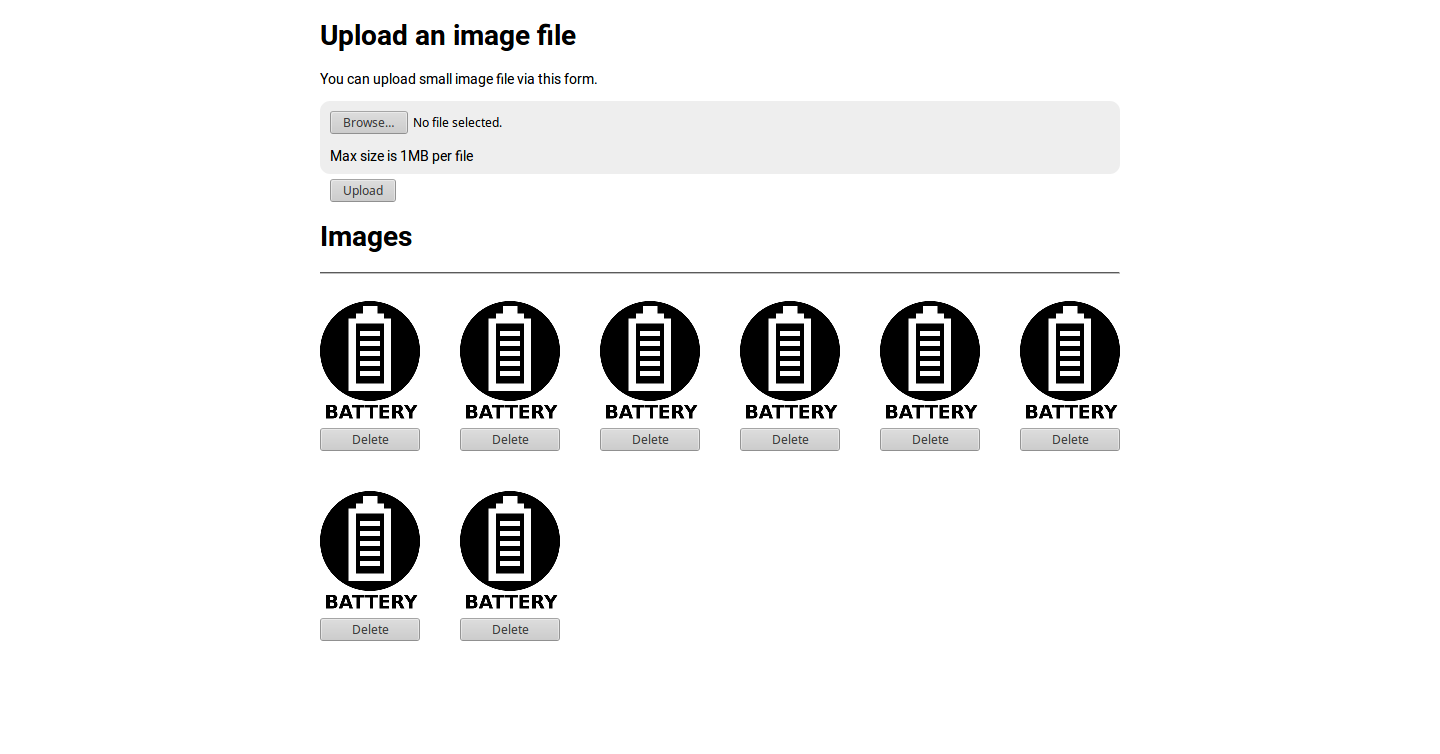 Upload an image file
You can upload small image file via this form.
Browse... No file selected.
Max size is 1MB per file
Upload
Images
BATTERY BATTERY BATTERY BATTERY BATTERY BATTERY
Delete Delete Delete Delete Delete Delete
BATTERY BATTERY
Delete Delete